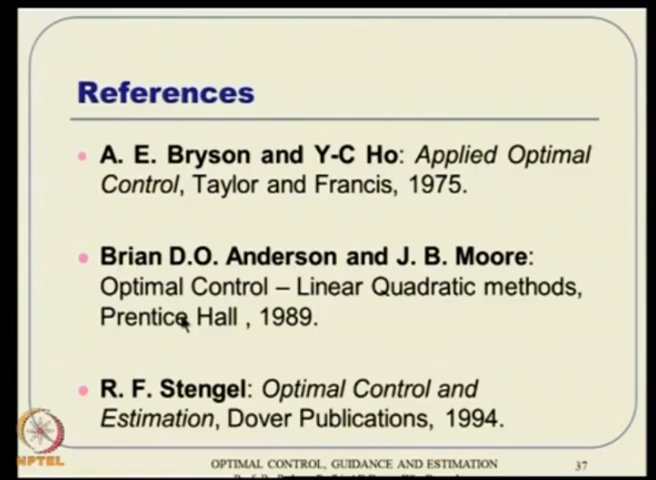 References
A. E. Bryson and Y-C Ho: Applied Optimal
Control, Taylor and Francis, 1975.
Brian D.O. Anderson and J. B. Moore:
Optimal Control – Linear Quadratic methods,
Prentice Hall , 1989.
R. F. Stengel: Optimal Control and
Estimation, Dover Publications, 1994.
NPTEL
OPTIMAL CONTROL, GUIDANCE AND ESTIMATION
37